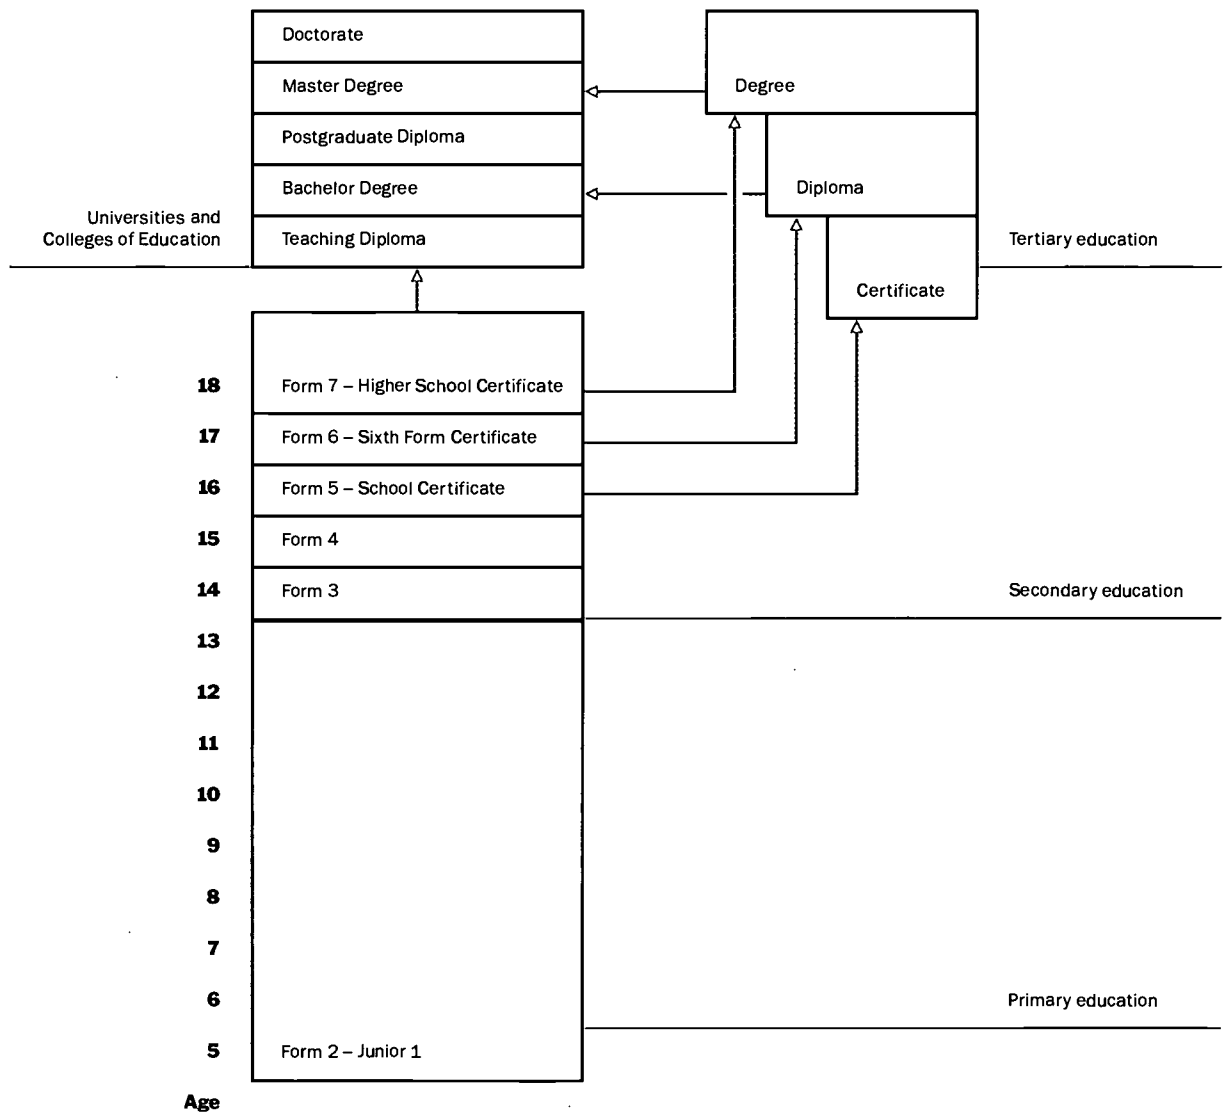 Doctorate
Master Degree
Degree
Postgraduate Diploma
Bachelor Degree
Diploma
Universities and
Colleges of Education
Teaching Diploma
Tertiary education
Certificate
18 Form 7 – Higher School Certificate
17 Form 6 – Sixth Form Certificate
16 Form 5 – School Certificate
15 Form 4
14 Form 3
Secondary education
13
12
11
10
9
8
7
6
Primary education
5 Form 2 – Junior 1
Age